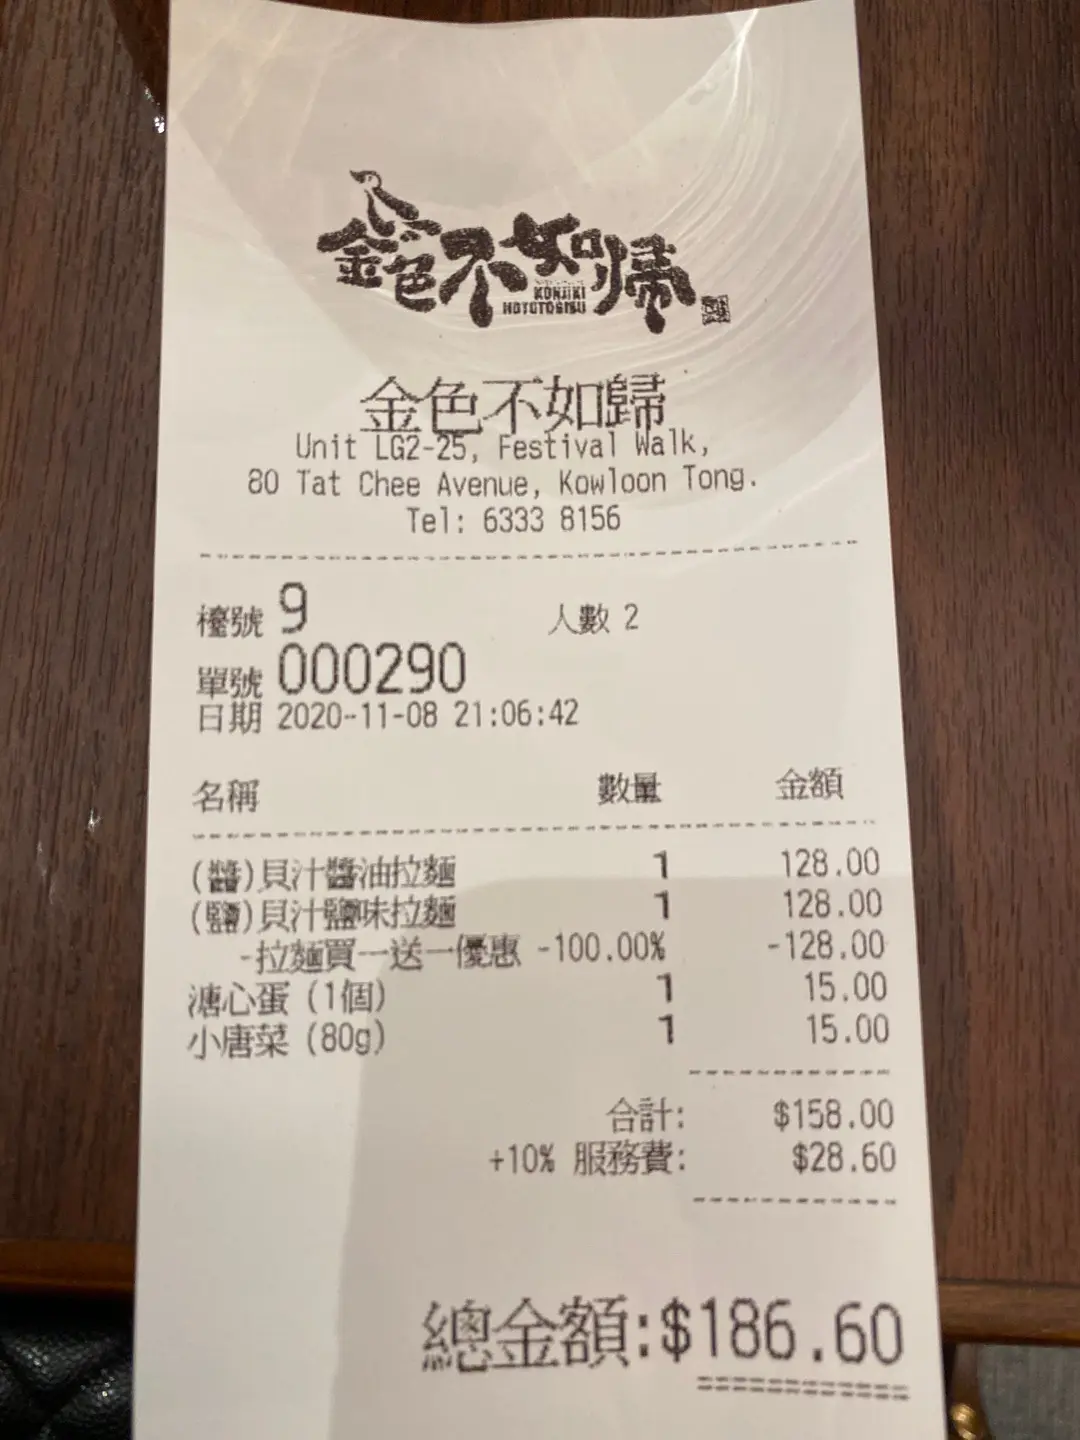 金色不如帰
KONJIKI
HOTOTOGISU
金色不如歸
Unit LG2-25, Festival Walk,
80 Tat Chee Avenue, Kowloon Tong.
Tel: 6333 8156
檯號 9 人數 2
單號 000290
日期 2020-11-08 21:06:42
名稱 數量 金額
(醬)貝汁醬油拉麵 1 128.00
(鹽)貝汁鹽味拉麵 1 128.00
-拉麵買一送一優惠 -100.00% -128.00
溏心蛋 (1個) 1 15.00
小唐菜 (80g) 1 15.00
合計: $158.00
+10% 服務費: $28.60
總金額:$186.60